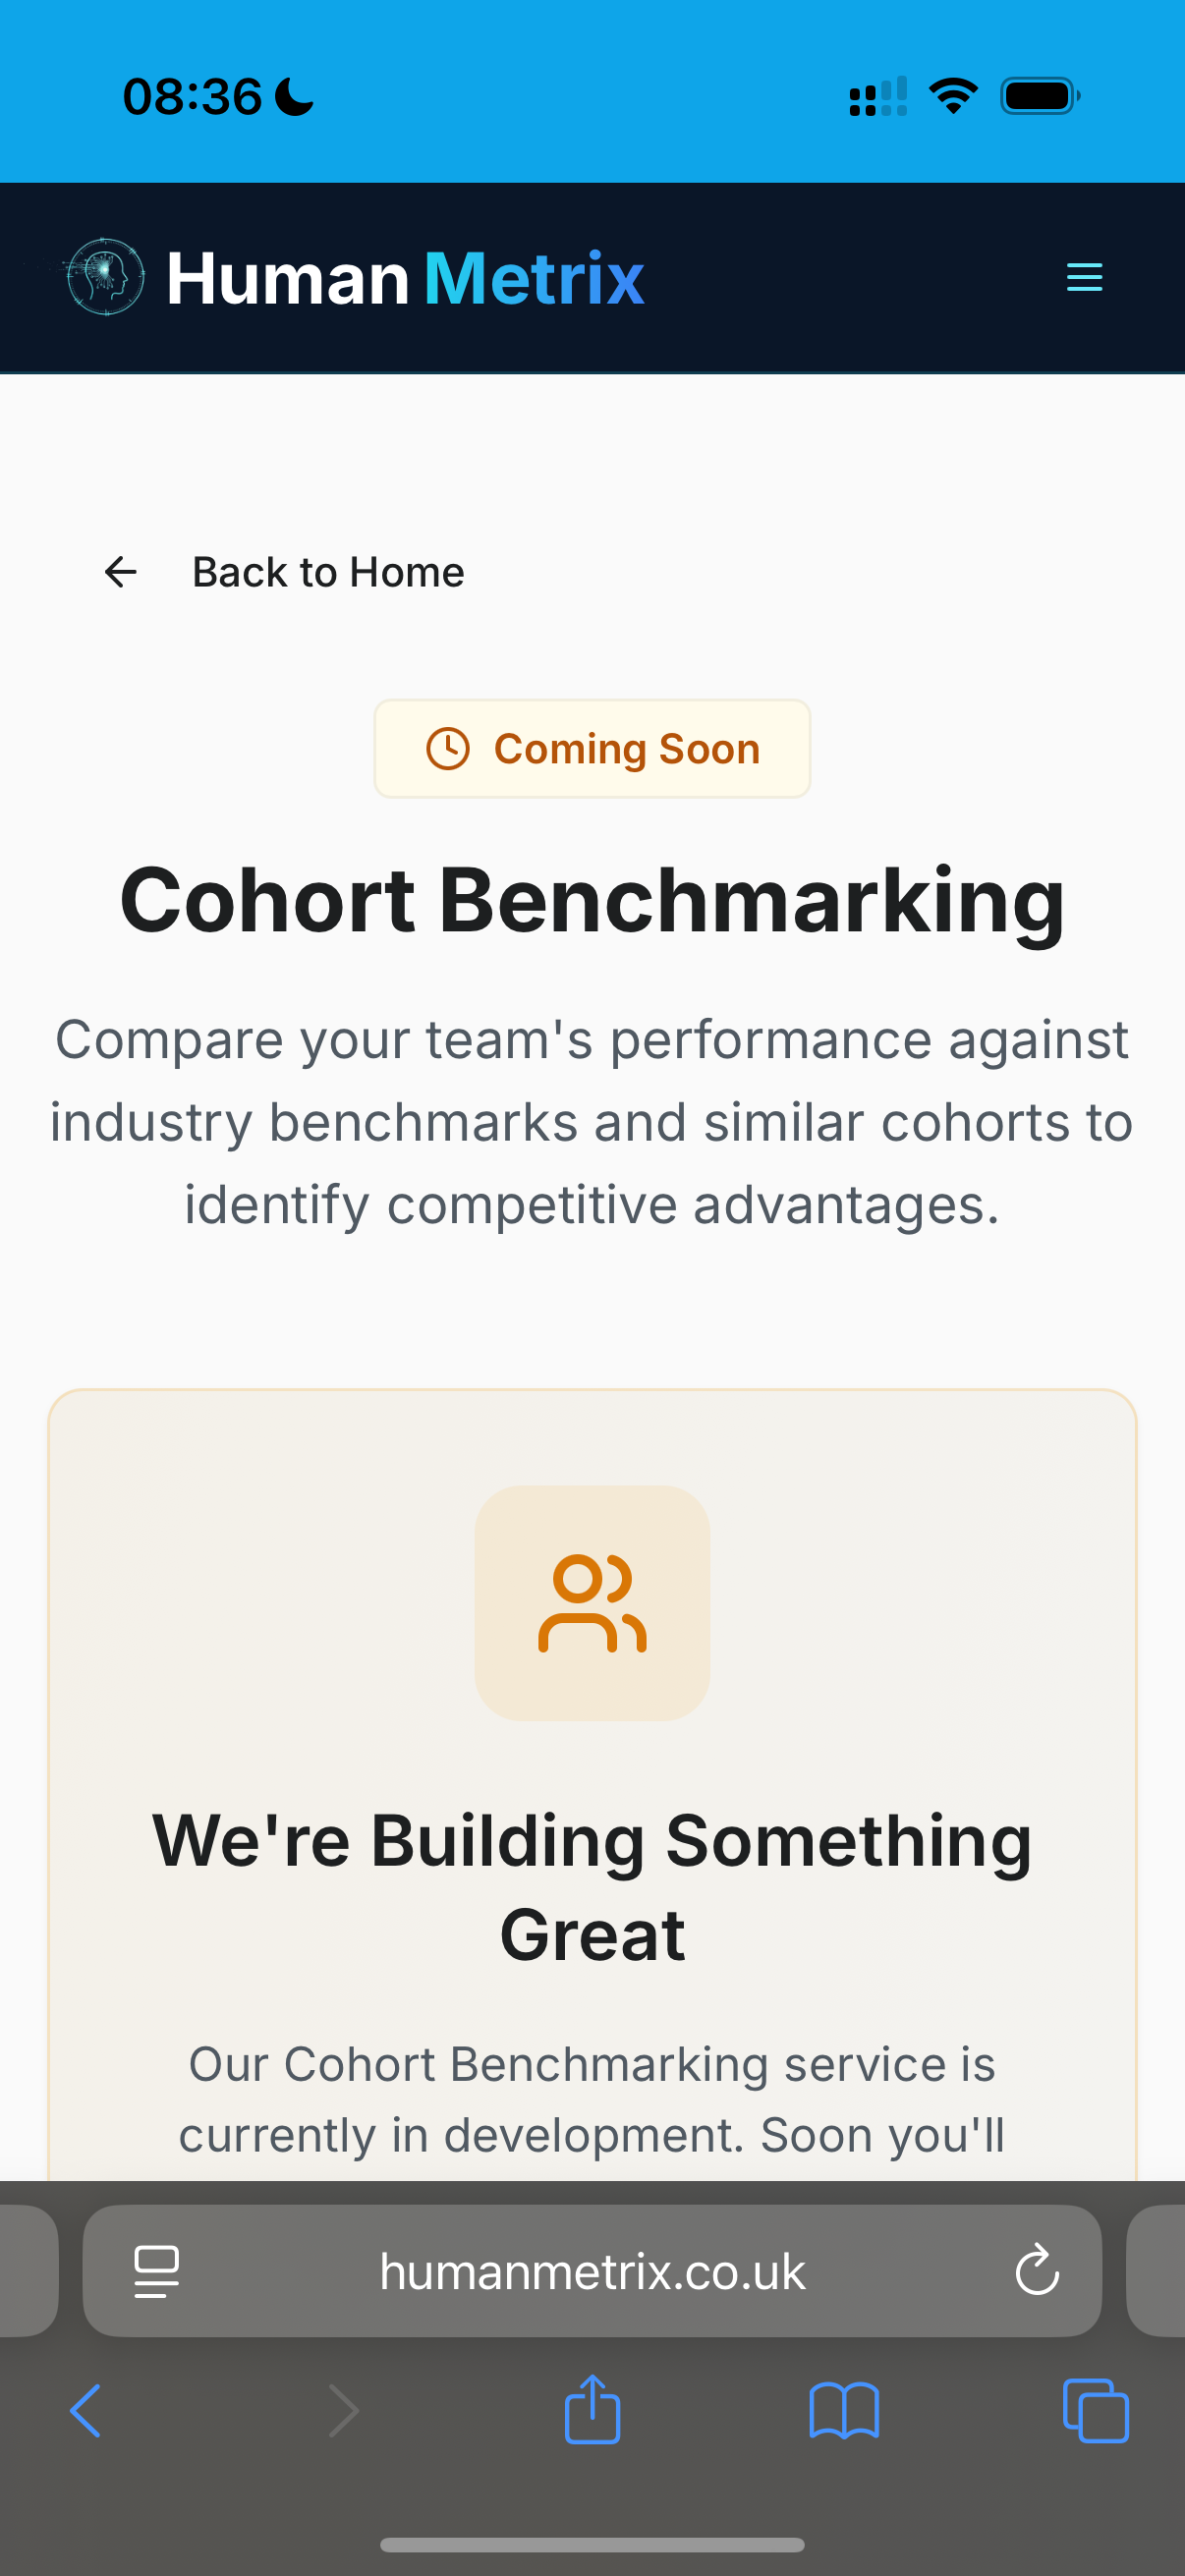 08:36
Human Metrix
Back to Home
Coming Soon
Cohort Benchmarking
Compare your team's performance against
industry benchmarks and similar cohorts to
identify competitive advantages.
We're Building Something
Great
Our Cohort Benchmarking service is
currently in development. Soon you'll
humanmetrix.co.uk